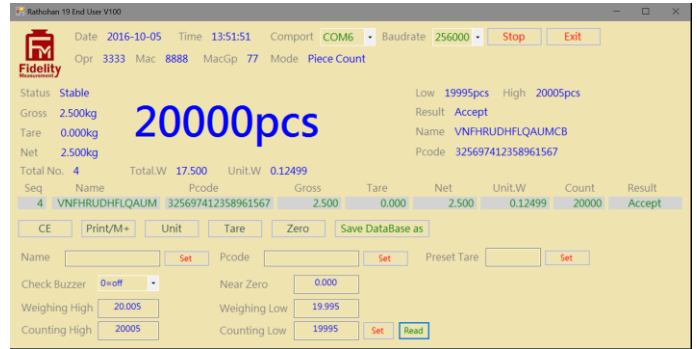 Rathohan 19 End User V100
Date 2016-10-05 Time 13:51:51 Comport COM6 Baudrate 256000 Stop Exit
Opr 3333 Mac 8888 MacGp 77 Mode Piece Count
FM
Fidelity
Measurement
Status Stable
Gross 2.500kg
Tare 0.000kg
Net 2.500kg
20000pcs
Low 19995pcs High 20005pcs
Result Accept
Name VNFHRUDHFLQAUMCB
Pcode 325697412358961567
Total No. 4 Total.W 17.500 Unit.W 0.12499
Seq Name Pcode Gross Tare Net Unit.W Count Result
4 VNFHRUDHFLQAUM 325697412358961567 2.500 0.000 2.500 0.12499 20000 Accept
CE Print/M+ Unit Tare Zero Save DataBase as
Name Set Pcode Set Preset Tare Set
Check Buzzer 0=off Near Zero 0.000
Weighing High 20.005 Weighing Low 19.995
Counting High 20005 Counting Low 19995 Set Read